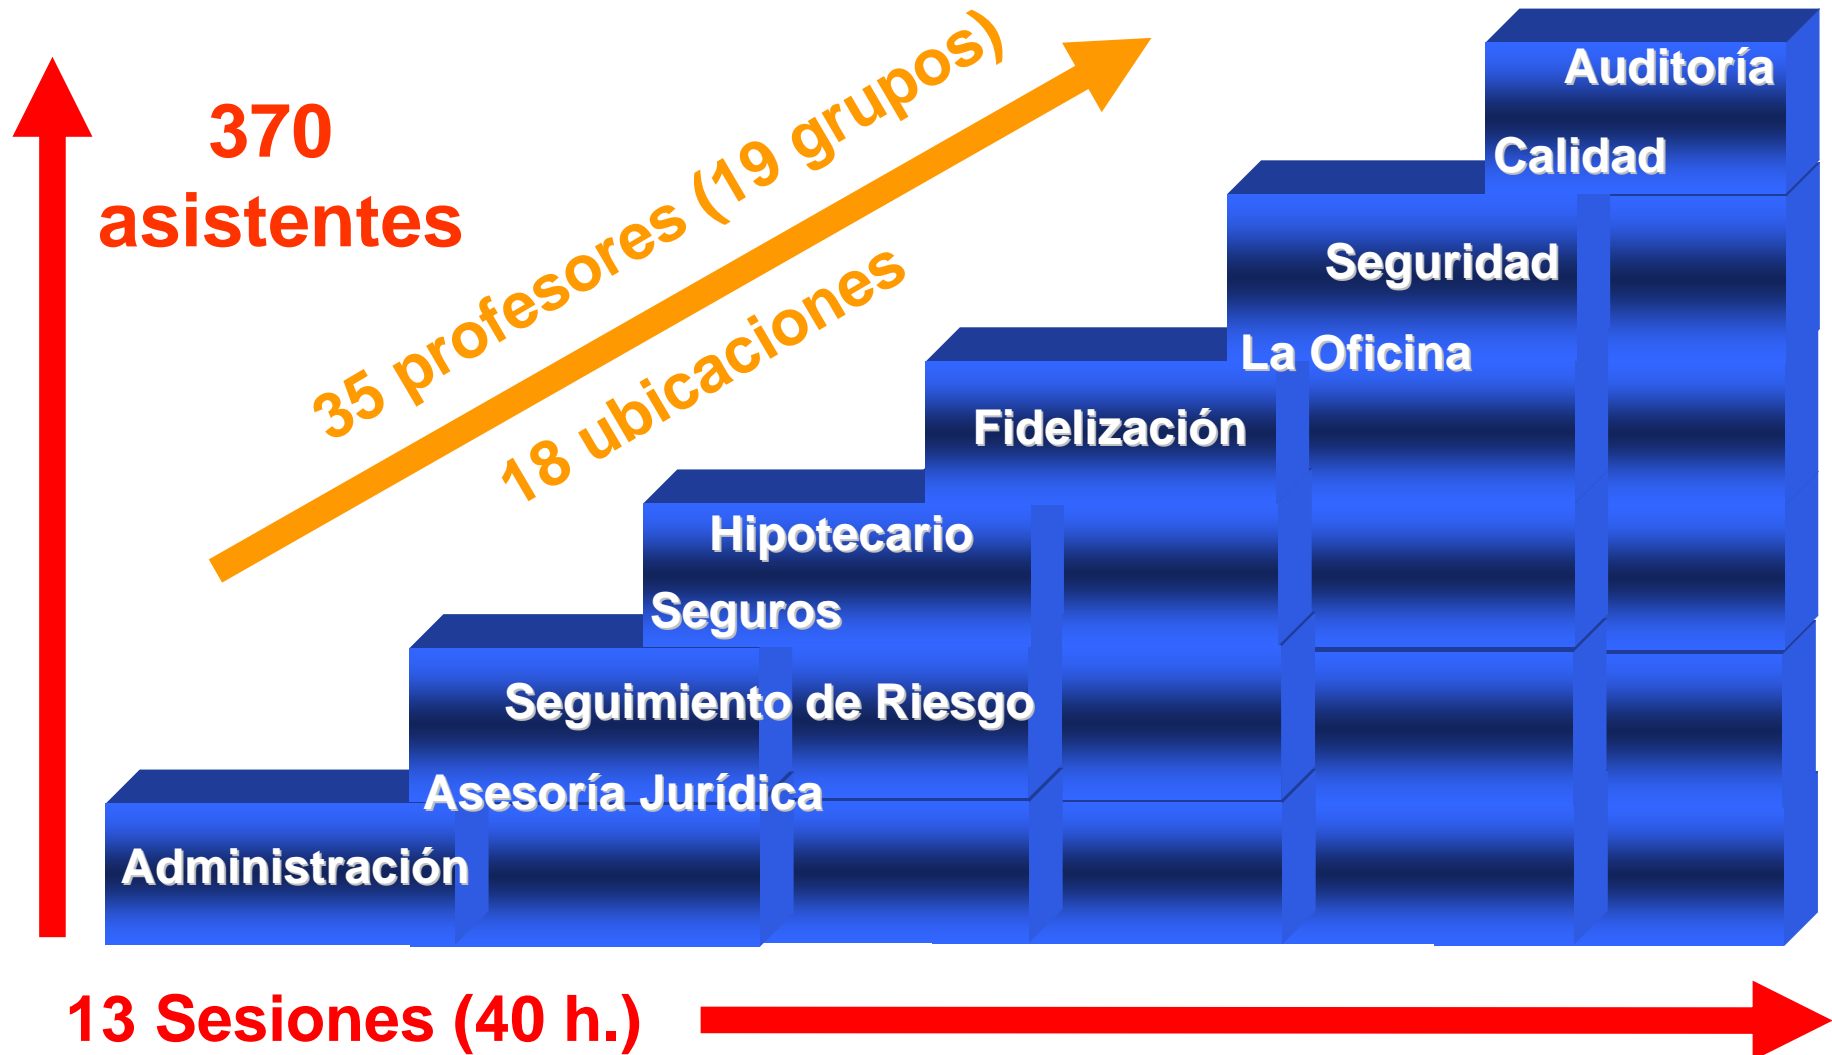 370
asistentes
35 profesores (19 grupos)
18 ubicaciones
Auditoría
Calidad
Seguridad
La Oficina
Fidelización
Hipotecario
Seguros
Seguimiento de Riesgo
Asesoría Jurídica
Administración
13 Sesiones (40 h.)